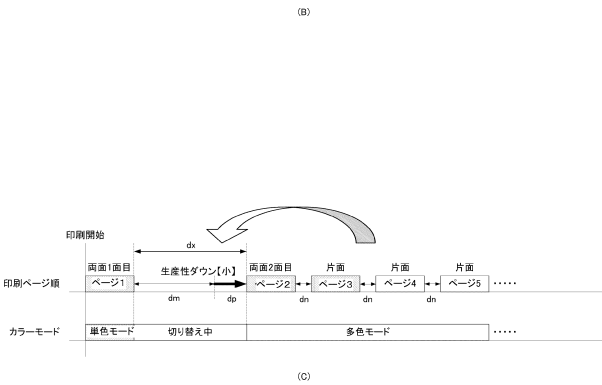 (B)
印刷開始
dx
両面1面目
生産性ダウン【小】
両面2面目
片面
片面
片面
印刷ページ順
ページ1
ページ2
ページ3
ページ4
ページ5
‥‥‥
dm
dp
dn
dn
dn
カラーモード
単色モード
切り替え中
多色モード
‥‥‥
(C)